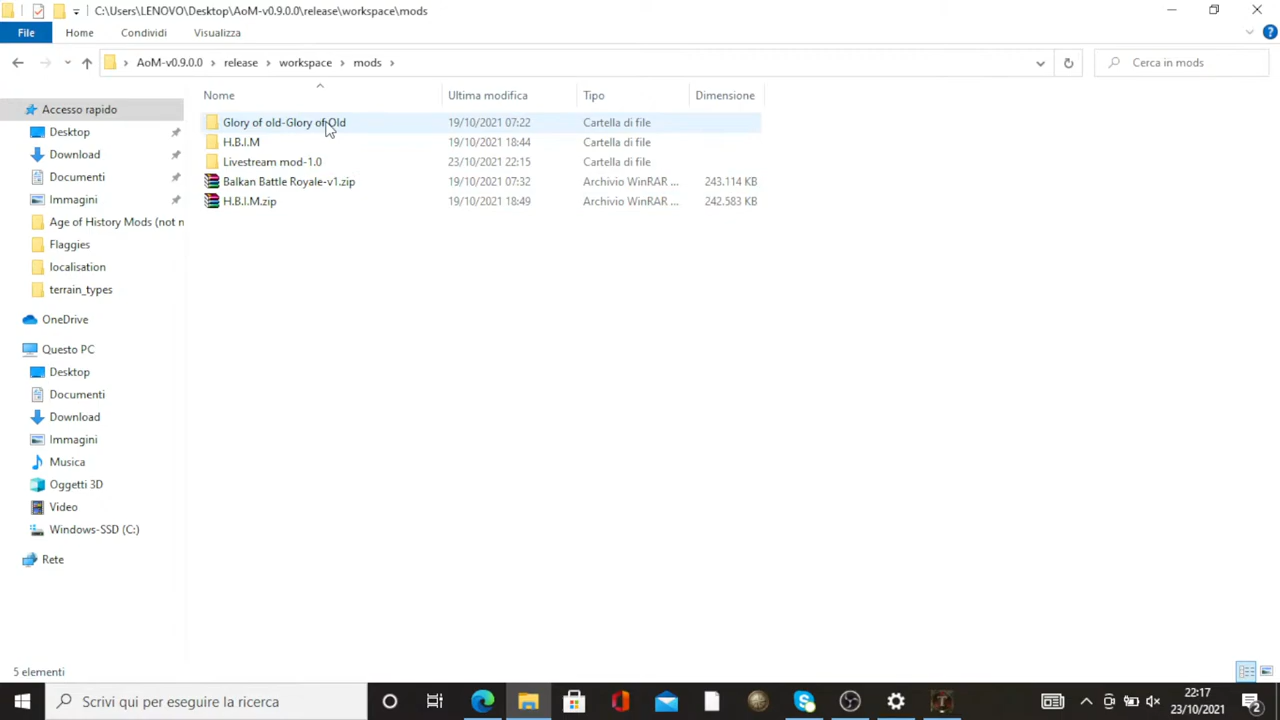 C:\Users\LENOVO\Desktop\AoM-v0.9.0.0\release\workspace\mods
File Home Condividi Visualizza
AoM-v0.9.0.0 release workspace mods
Cerca in mods
Nome Ultima modifica Tipo Dimensione
Glory of old-Glory of Old 19/10/2021 07:22 Cartella di file
H.B.I.M 19/10/2021 18:44 Cartella di file
Livestream mod-1.0 23/10/2021 22:15 Cartella di file
Balkan Battle Royale-v1.zip 19/10/2021 07:32 Archivio WinRAR ... 243.114 KB
H.B.I.M.zip 19/10/2021 18:49 Archivio WinRAR ... 242.583 KB
Accesso rapido
Desktop
Download
Documenti
Immagini
Age of History Mods (not n
Flaggies
localisation
terrain_types
OneDrive
Questo PC
Desktop
Documenti
Download
Immagini
Musica
Oggetti 3D
Video
Windows-SSD (C:)
Rete
5 elementi
Scrivi qui per eseguire la ricerca
22:17
23/10/2021
2